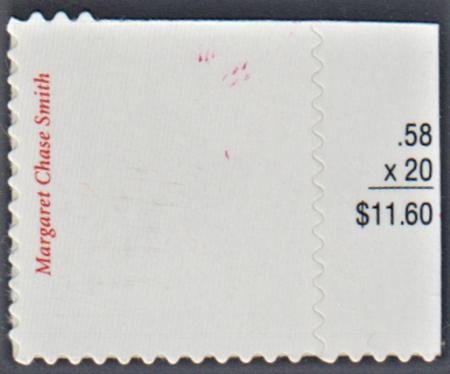 Margaret Chase Smith
.58
x 20
$11.60